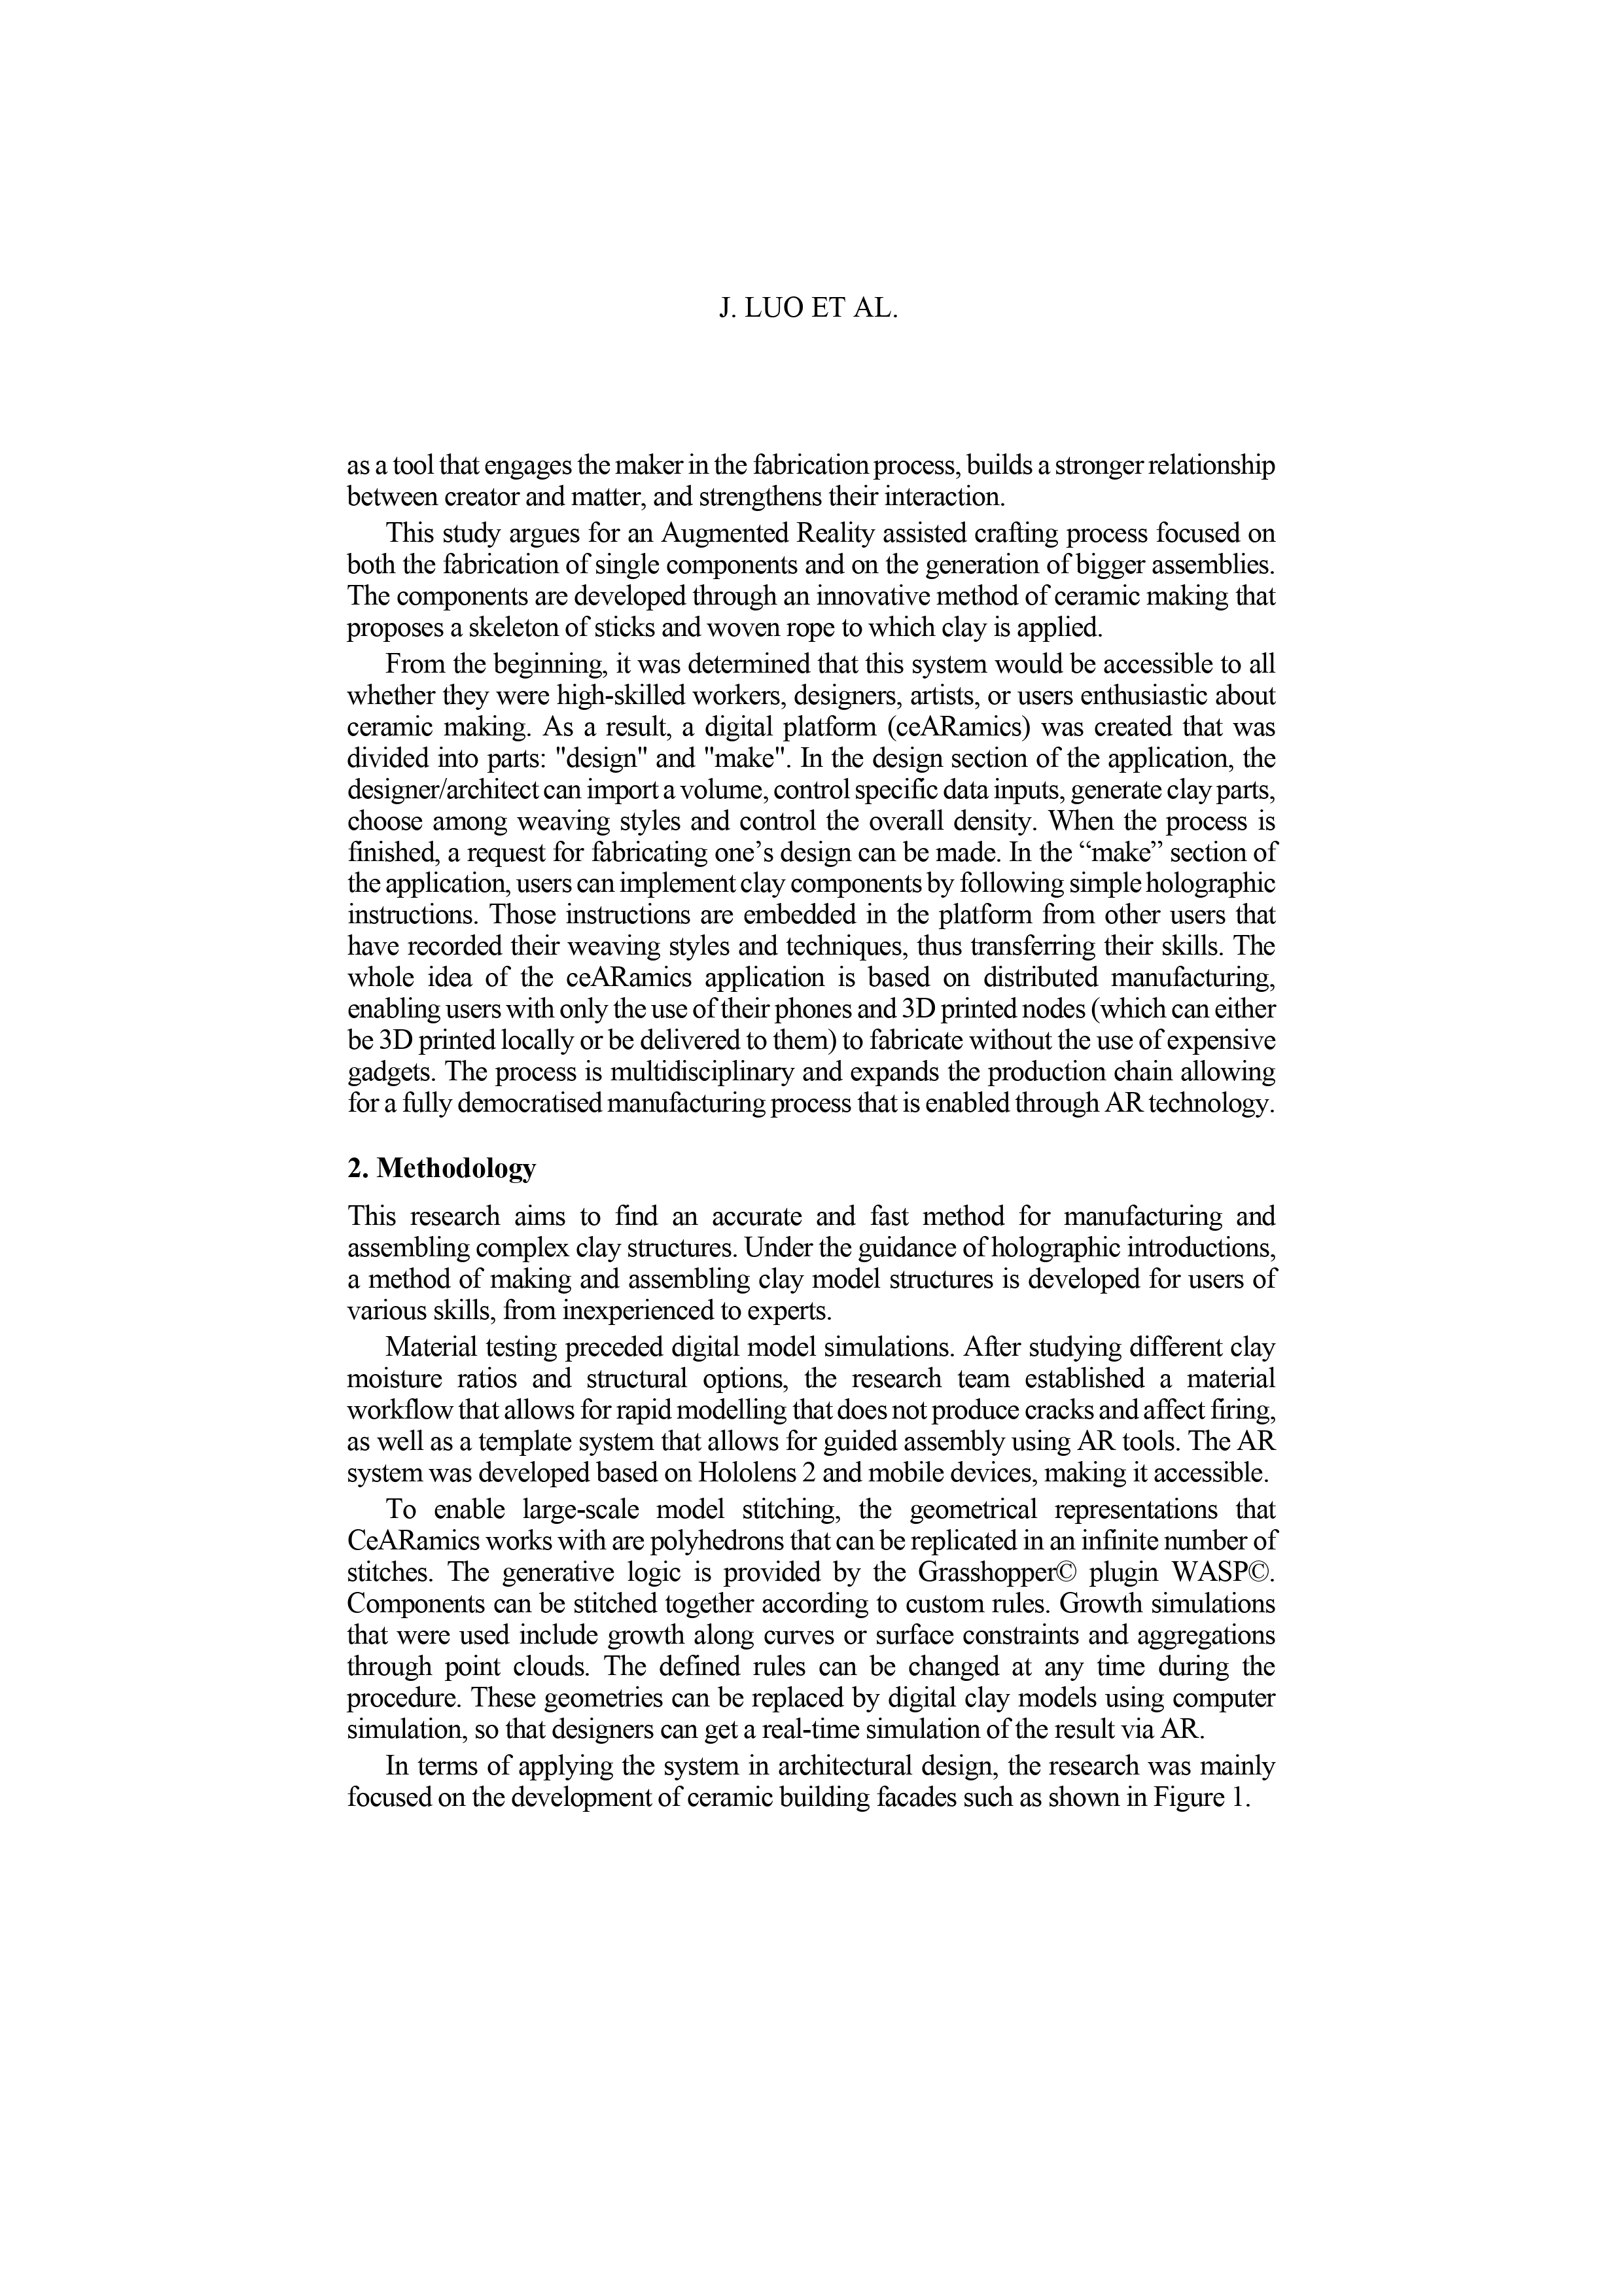 J. LUO ET AL.
as a tool that engages the maker in the fabrication process, builds a stronger relationship
between creator and matter, and strengthens their interaction.
This study argues for an Augmented Reality assisted crafting process focused on
both the fabrication of single components and on the generation of bigger assemblies.
The components are developed through an innovative method of ceramic making that
proposes a skeleton of sticks and woven rope to which clay is applied.
From the beginning, it was determined that this system would be accessible to all
whether they were high-skilled workers, designers, artists, or users enthusiastic about
ceramic making. As a result, a digital platform (ceARamics) was created that was
divided into parts: "design" and "make". In the design section of the application, the
designer/architect can import a volume, control specific data inputs, generate clay parts,
choose among weaving styles and control the overall density. When the process is
finished, a request for fabricating one’s design can be made. In the “make” section of
the application, users can implement clay components by following simple holographic
instructions. Those instructions are embedded in the platform from other users that
have recorded their weaving styles and techniques, thus transferring their skills. The
whole idea of the ceARamics application is based on distributed manufacturing,
enabling users with only the use of their phones and 3D printed nodes (which can either
be 3D printed locally or be delivered to them) to fabricate without the use of expensive
gadgets. The process is multidisciplinary and expands the production chain allowing
for a fully democratised manufacturing process that is enabled through AR technology.
2. Methodology
This research aims to find an accurate and fast method for manufacturing and
assembling complex clay structures. Under the guidance of holographic introductions,
a method of making and assembling clay model structures is developed for users of
various skills, from inexperienced to experts.
Material testing preceded digital model simulations. After studying different clay
moisture ratios and structural options, the research team established a material
workflow that allows for rapid modelling that does not produce cracks and affect firing,
as well as a template system that allows for guided assembly using AR tools. The AR
system was developed based on Hololens 2 and mobile devices, making it accessible.
To enable large-scale model stitching, the geometrical representations that
CeARamics works with are polyhedrons that can be replicated in an infinite number of
stitches. The generative logic is provided by the Grasshopper© plugin WASP©.
Components can be stitched together according to custom rules. Growth simulations
that were used include growth along curves or surface constraints and aggregations
through point clouds. The defined rules can be changed at any time during the
procedure. These geometries can be replaced by digital clay models using computer
simulation, so that designers can get a real-time simulation of the result via AR.
In terms of applying the system in architectural design, the research was mainly
focused on the development of ceramic building facades such as shown in Figure 1.